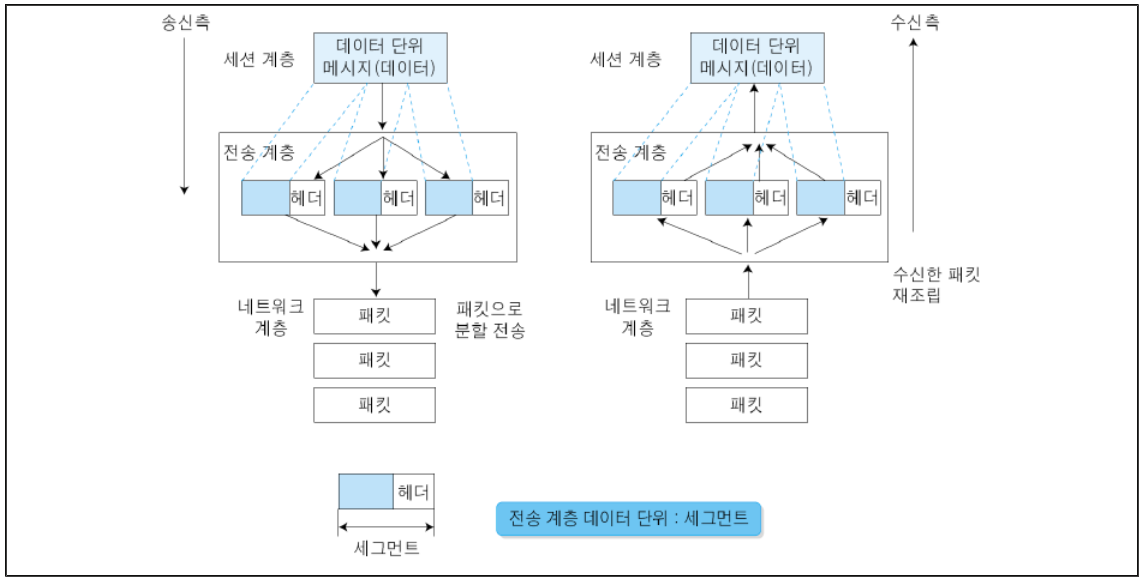 송신측
세션 계층
데이터 단위
메시지(데이터)
전송 계층
헤더
헤더
헤더
네트워크
계층
패킷
패킷
패킷
패킷으로
분할 전송
수신측
세션 계층
데이터 단위
메시지(데이터)
전송 계층
헤더
헤더
헤더
네트워크
계층
패킷
패킷
패킷
수신한 패킷
재조립
헤더
세그먼트
전송 계층 데이터 단위 : 세그먼트